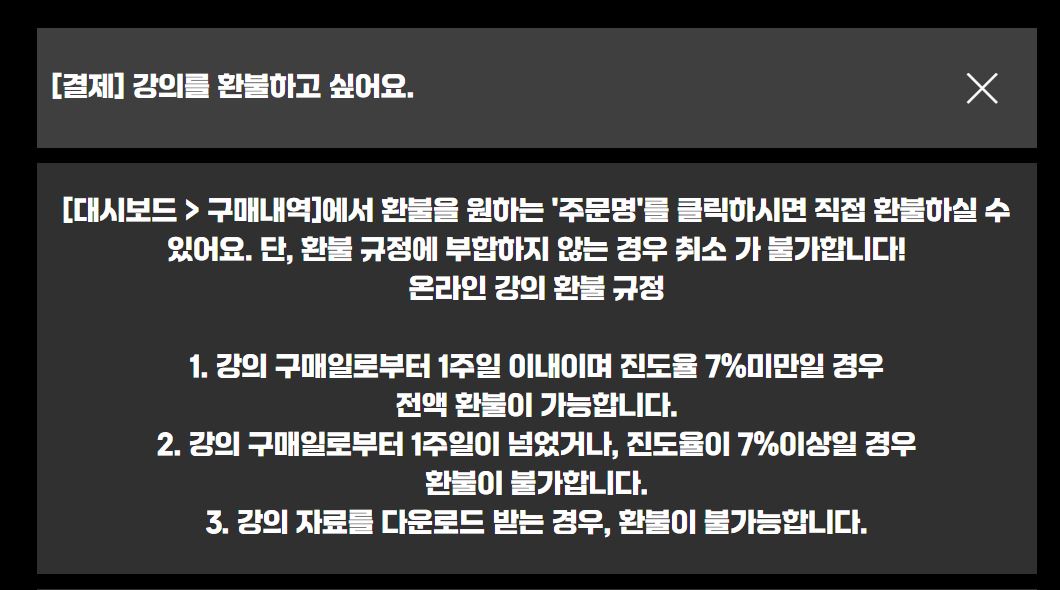 [결제] 강의를 환불하고 싶어요.
[대시보드 > 구매내역]에서 환불을 원하는 '주문명'를 클릭하시면 직접 환불하실 수
있어요. 단, 환불 규정에 부합하지 않는 경우 취소 가 불가합니다!
온라인 강의 환불 규정
1. 강의 구매일로부터 1주일 이내이며 진도율 7%미만일 경우
전액 환불이 가능합니다.
2. 강의 구매일로부터 1주일이 넘었거나, 진도율이 7%이상일 경우
환불이 불가합니다.
3. 강의 자료를 다운로드 받는 경우, 환불이 불가능합니다.